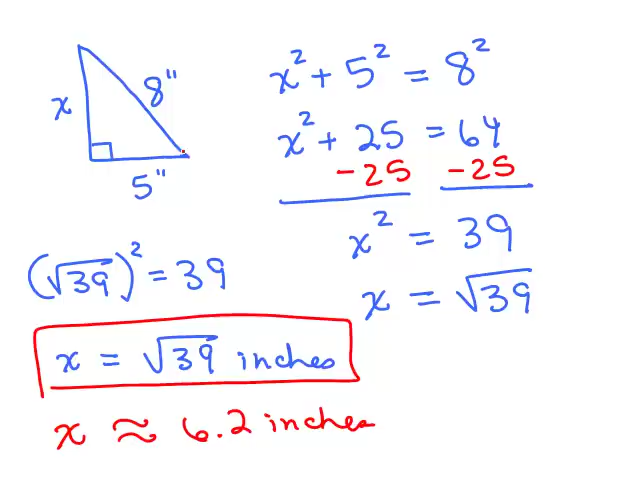 x
8"
5"
x² + 5² = 8²
x² + 25 = 64
-25 -25
x² = 39
x = √39
(√39)² = 39
x = √39 inches
x ≈ 6.2 inches